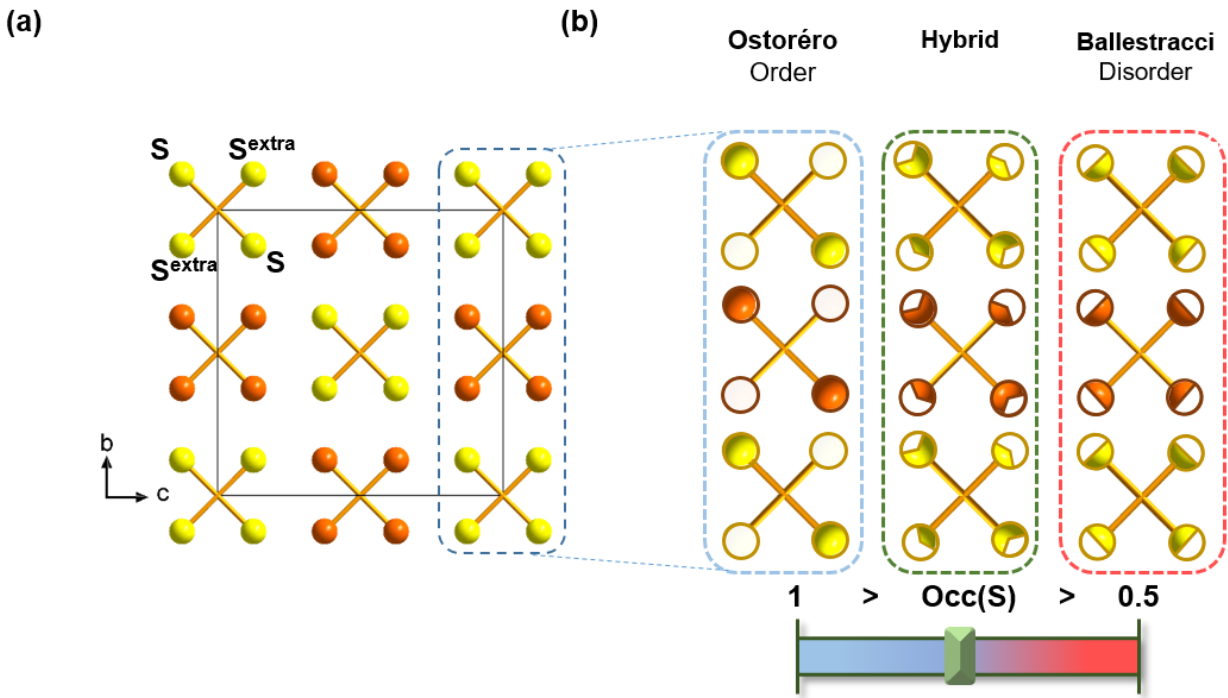 (a)
(b)
Ostoréro
Order
Hybrid
Ballestracci
Disorder
S
S^extra
S^extra
S
b
c
1 > Occ(S) > 0.5